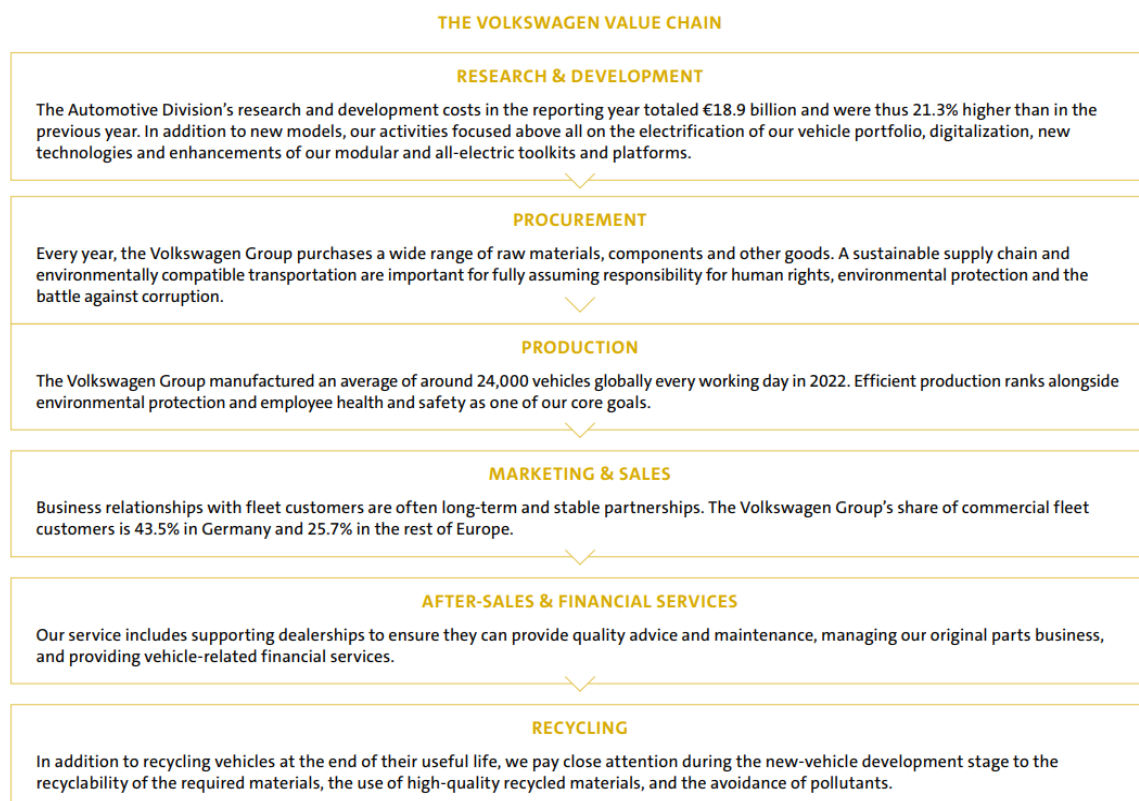 THE VOLKSWAGEN VALUE CHAIN
RESEARCH & DEVELOPMENT
The Automotive Division's research and development costs in the reporting year totaled €18.9 billion and were thus 21.3% higher than in the
previous year. In addition to new models, our activities focused above all on the electrification of our vehicle portfolio, digitalization, new
technologies and enhancements of our modular and all-electric toolkits and platforms.
PROCUREMENT
Every year, the Volkswagen Group purchases a wide range of raw materials, components and other goods. A sustainable supply chain and
environmentally compatible transportation are important for fully assuming responsibility for human rights, environmental protection and the
battle against corruption.
PRODUCTION
The Volkswagen Group manufactured an average of around 24,000 vehicles globally every working day in 2022. Efficient production ranks alongside
environmental protection and employee health and safety as one of our core goals.
MARKETING & SALES
Business relationships with fleet customers are often long-term and stable partnerships. The Volkswagen Group's share of commercial fleet
customers is 43.5% in Germany and 25.7% in the rest of Europe.
AFTER-SALES & FINANCIAL SERVICES
Our service includes supporting dealerships to ensure they can provide quality advice and maintenance, managing our original parts business,
and providing vehicle-related financial services.
RECYCLING
In addition to recycling vehicles at the end of their useful life, we pay close attention during the new-vehicle development stage to the
recyclability of the required materials, the use of high-quality recycled materials, and the avoidance of pollutants.